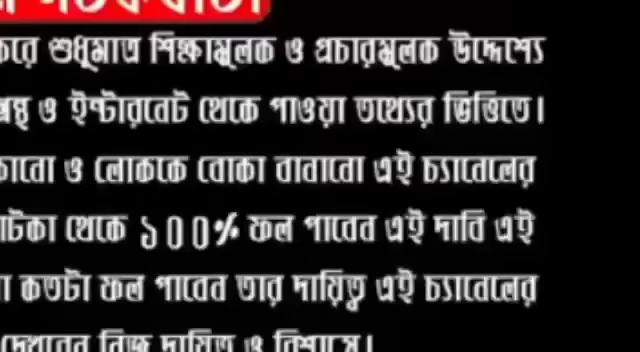 করে শুধুমাত্র শিক্ষামূলক ও প্রচারমূলক উদ্দেশ্যে
ও ইন্টারনেট থেকে পাওয়া তথ্যের ভিত্তিতে।
ও লোককে বোকা বানানো এই চ্যানেলের
থেকে ১০০% ফল পাবেন এই দাবি এই
কতটা ফল পাবেন তার দায়িত্ব এই চ্যানেলের
দেখবেন নিজ দায়িত্ব ও বিশ্বাসে।